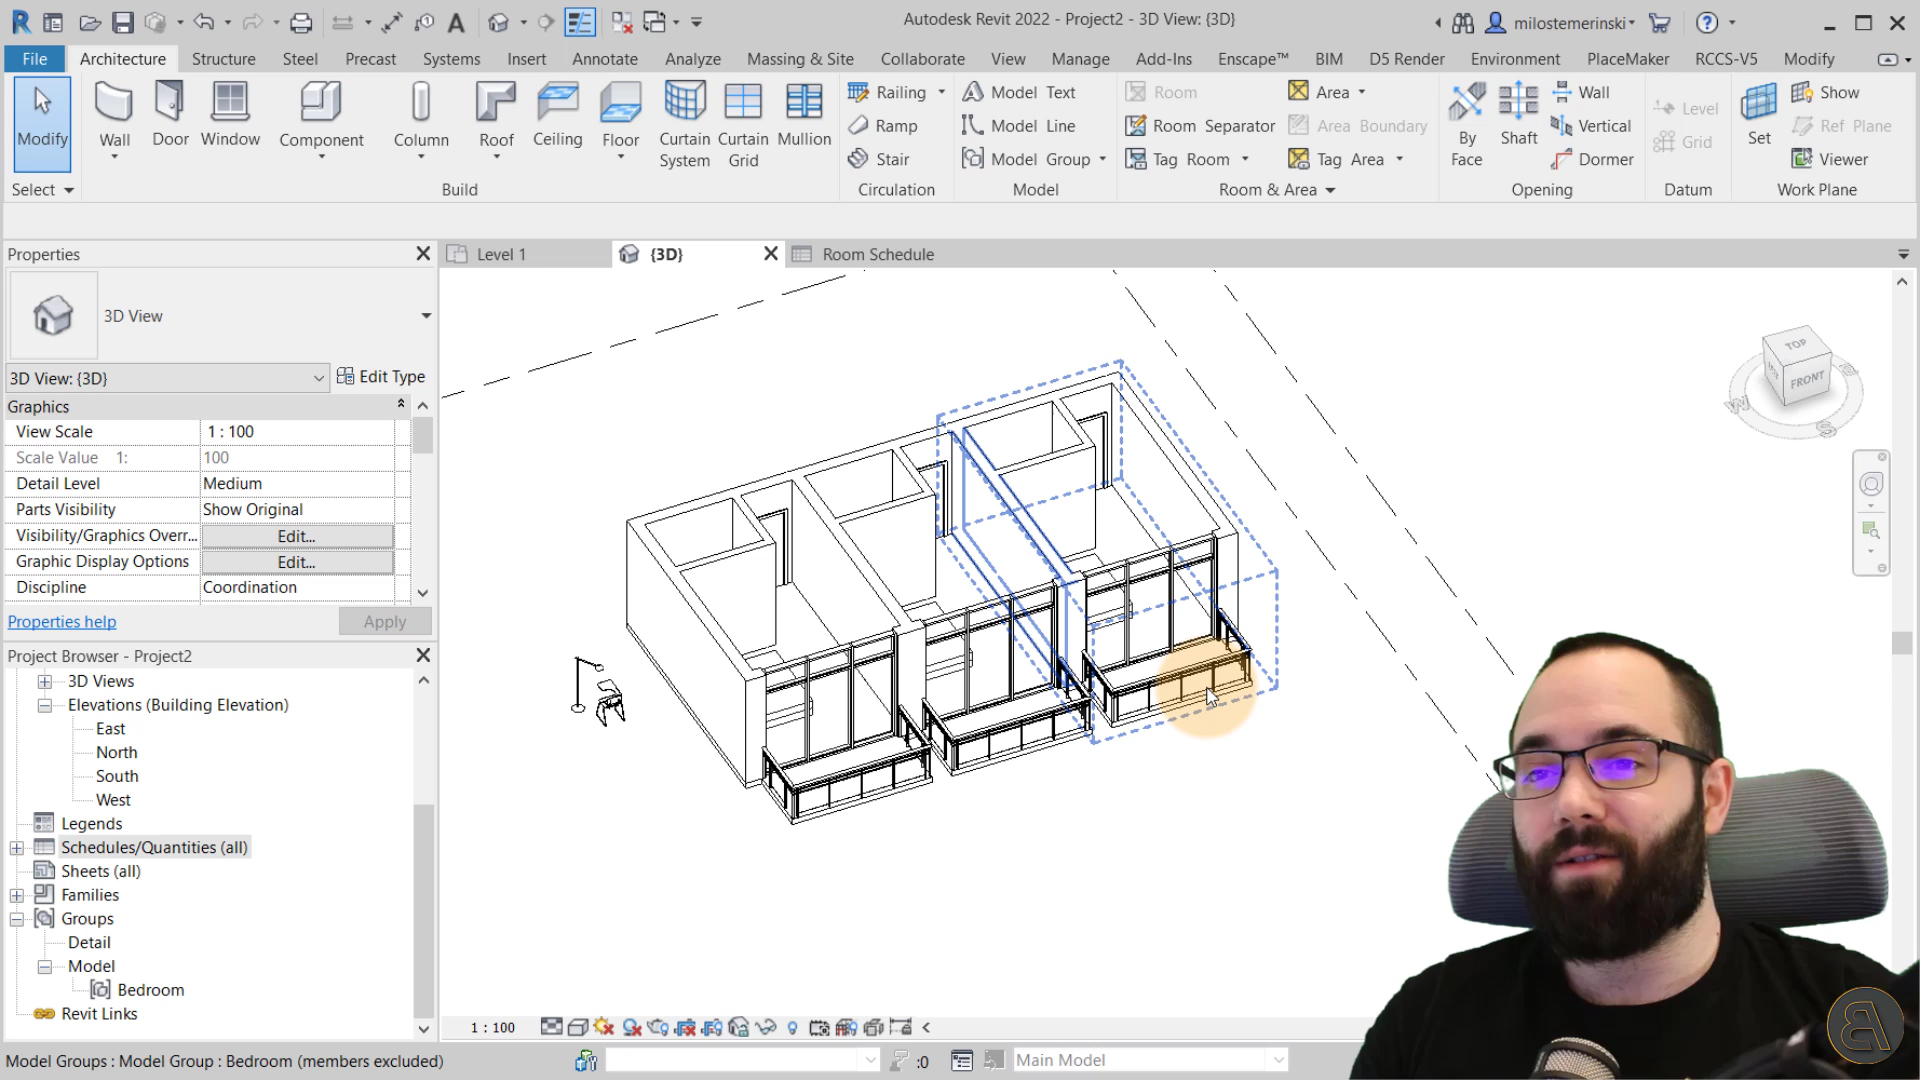 Autodesk Revit 2022 - Project2 - 3D View: {3D}
milostemerinski
File Architecture Structure Steel Precast Systems Insert Annotate Analyze Massing & Site Collaborate View Manage Add-Ins Enscape™ BIM D5 Render Environment PlaceMaker RCCS-V5 Modify
Modify
Wall
Door
Window
Component
Column
Roof
Ceiling
Floor
Curtain System
Curtain Grid
Mullion
Railing
Ramp
Stair
Model Text
Model Line
Model Group
Room
Room Separator
Tag Room
Area
Area Boundary
Tag Area
By Face
Shaft
Wall
Vertical
Dormer
Level
Grid
Set
Show
Ref Plane
Viewer
Select Build Circulation Model Room & Area Opening Datum Work Plane
Properties
Level 1 {3D} Room Schedule
3D View
3D View: {3D} Edit Type
Graphics
View Scale 1 : 100
Scale Value 1: 100
Detail Level Medium
Parts Visibility Show Original
Visibility/Graphics Overr... Edit...
Graphic Display Options Edit...
Discipline Coordination
Properties help Apply
Project Browser - Project2
3D Views
Elevations (Building Elevation)
East
North
South
West
Legends
Schedules/Quantities (all)
Sheets (all)
Families
Groups
Detail
Model
Bedroom
Revit Links
TOP
FRONT
W
S
1 : 100
Model Groups : Model Group : Bedroom (members excluded)
:0
Main Model